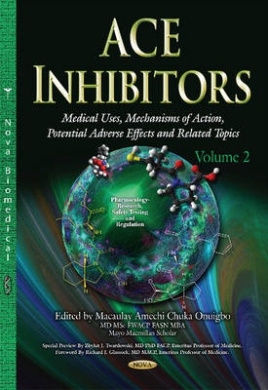 ACE
INHIBITORS
Medical Uses, Mechanisms of Action,
Potential Adverse Effects and Related Topics
Volume 2
Nova Biomedical
Pharmacology-
Research,
Safety Testing
and
Regulation
Edited by Macaulay Amechi Chuka Onuigbo
MD MSc FWACP FASN MBA
Mayo Macmillan Scholar
Special Preview By Zbylut J. Twardowski, MD PhD FACP, Emeritus Professor of Medicine.
Foreword By Richard J. Glassock, MD MACP, Emeritus Professor of Medicine.
NOVA